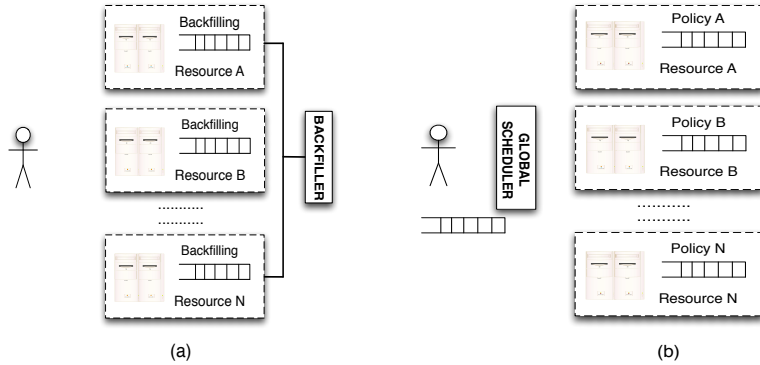 Backfilling
Resource A
Backfilling
Resource B
............
............
Backfilling
Resource N
BACKFILLER
(a)
GLOBAL
SCHEDULER
Policy A
Resource A
Policy B
Resource B
............
............
Policy N
Resource N
(b)